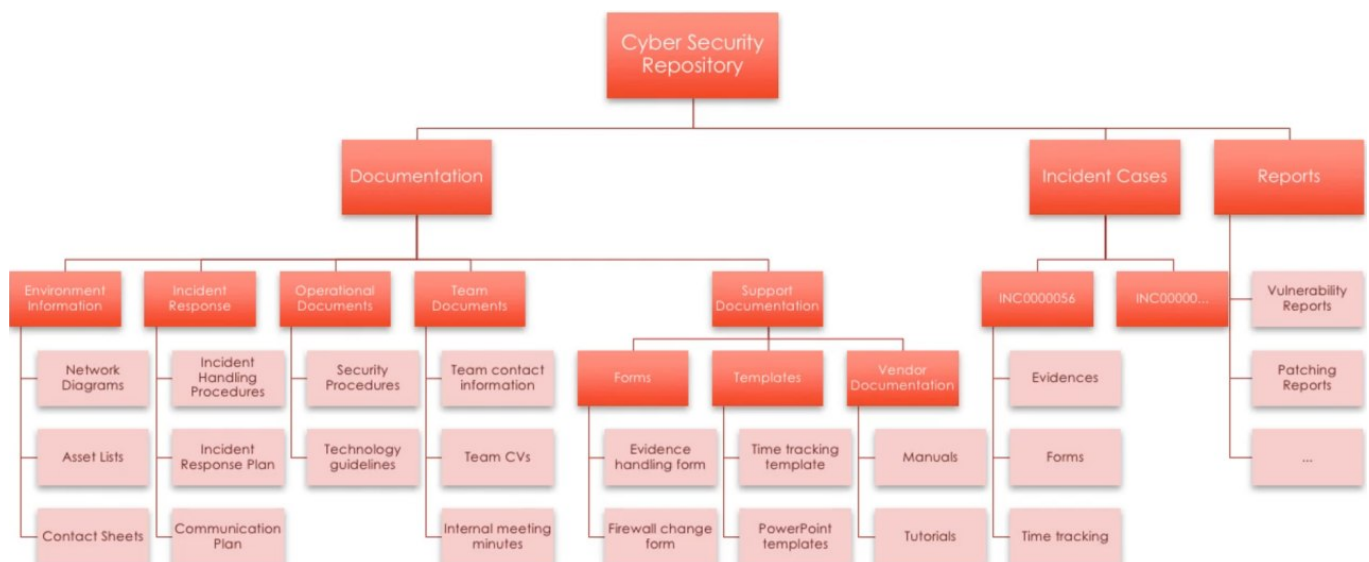 Cyber Security
Repository
Documentation
Incident Cases
Reports
Environment
Information
Incident
Response
Operational
Documents
Team
Documents
Support
Documentation
INC0000056
INC00000...
Vulnerability
Reports
Network
Diagrams
Incident
Handling
Procedures
Security
Procedures
Team contact
information
Forms
Templates
Vendor
Documentation
Evidences
Patching
Reports
Asset Lists
Incident
Response Plan
Technology
guidelines
Team CVs
Evidence
handling form
Time tracking
template
Manuals
Forms
...
Contact Sheets
Communication
Plan
Internal meeting
minutes
Firewall change
form
PowerPoint
templates
Tutorials
Time tracking